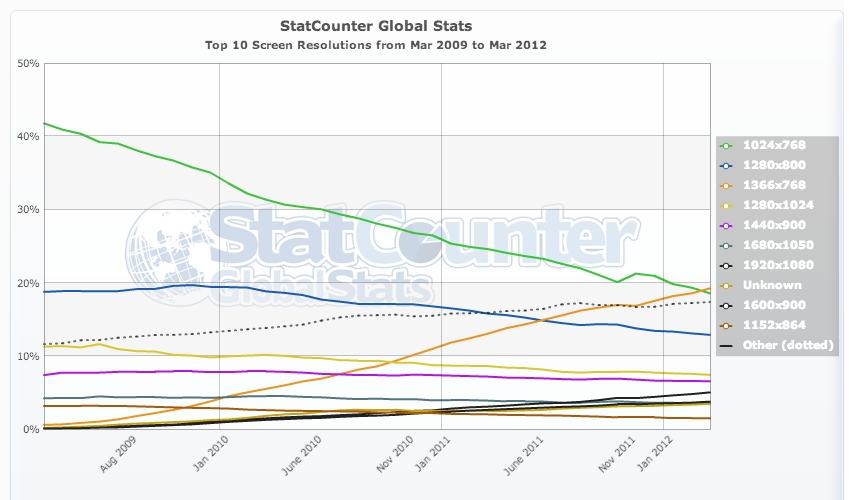 StatCounter Global Stats
Top 10 Screen Resolutions from Mar 2009 to Mar 2012
50%
40%
30%
20%
10%
0%
StatCounter
GlobalStats
Aug 2009
Jan 2010
June 2010
Nov 2010
Jan 2011
June 2011
Nov 2011
Jan 2012
1024x768
1280x800
1366x768
1280x1024
1440x900
1680x1050
1920x1080
Unknown
1600x900
1152x864
Other (dotted)